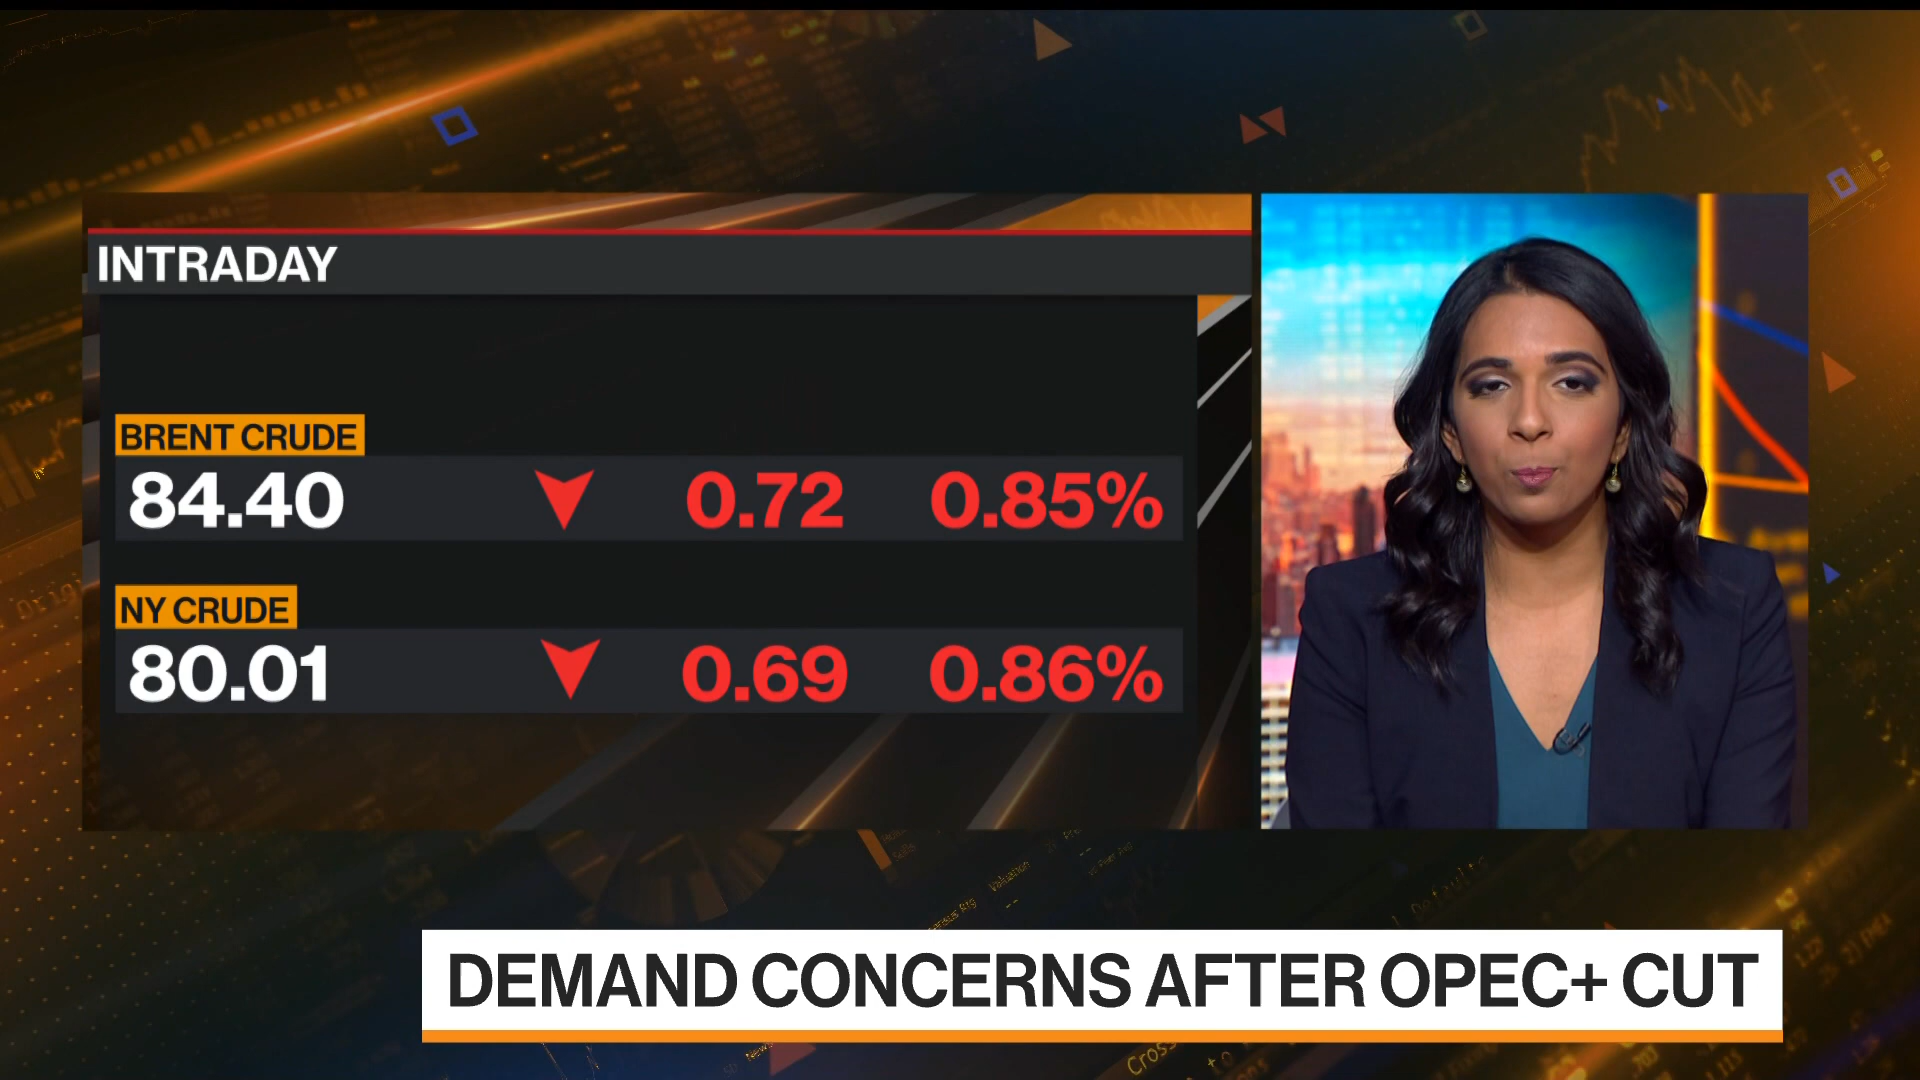 INTRADAY
BRENT CRUDE
84.40 0.72 0.85%
NY CRUDE
80.01 0.69 0.86%
DEMAND CONCERNS AFTER OPEC+ CUT